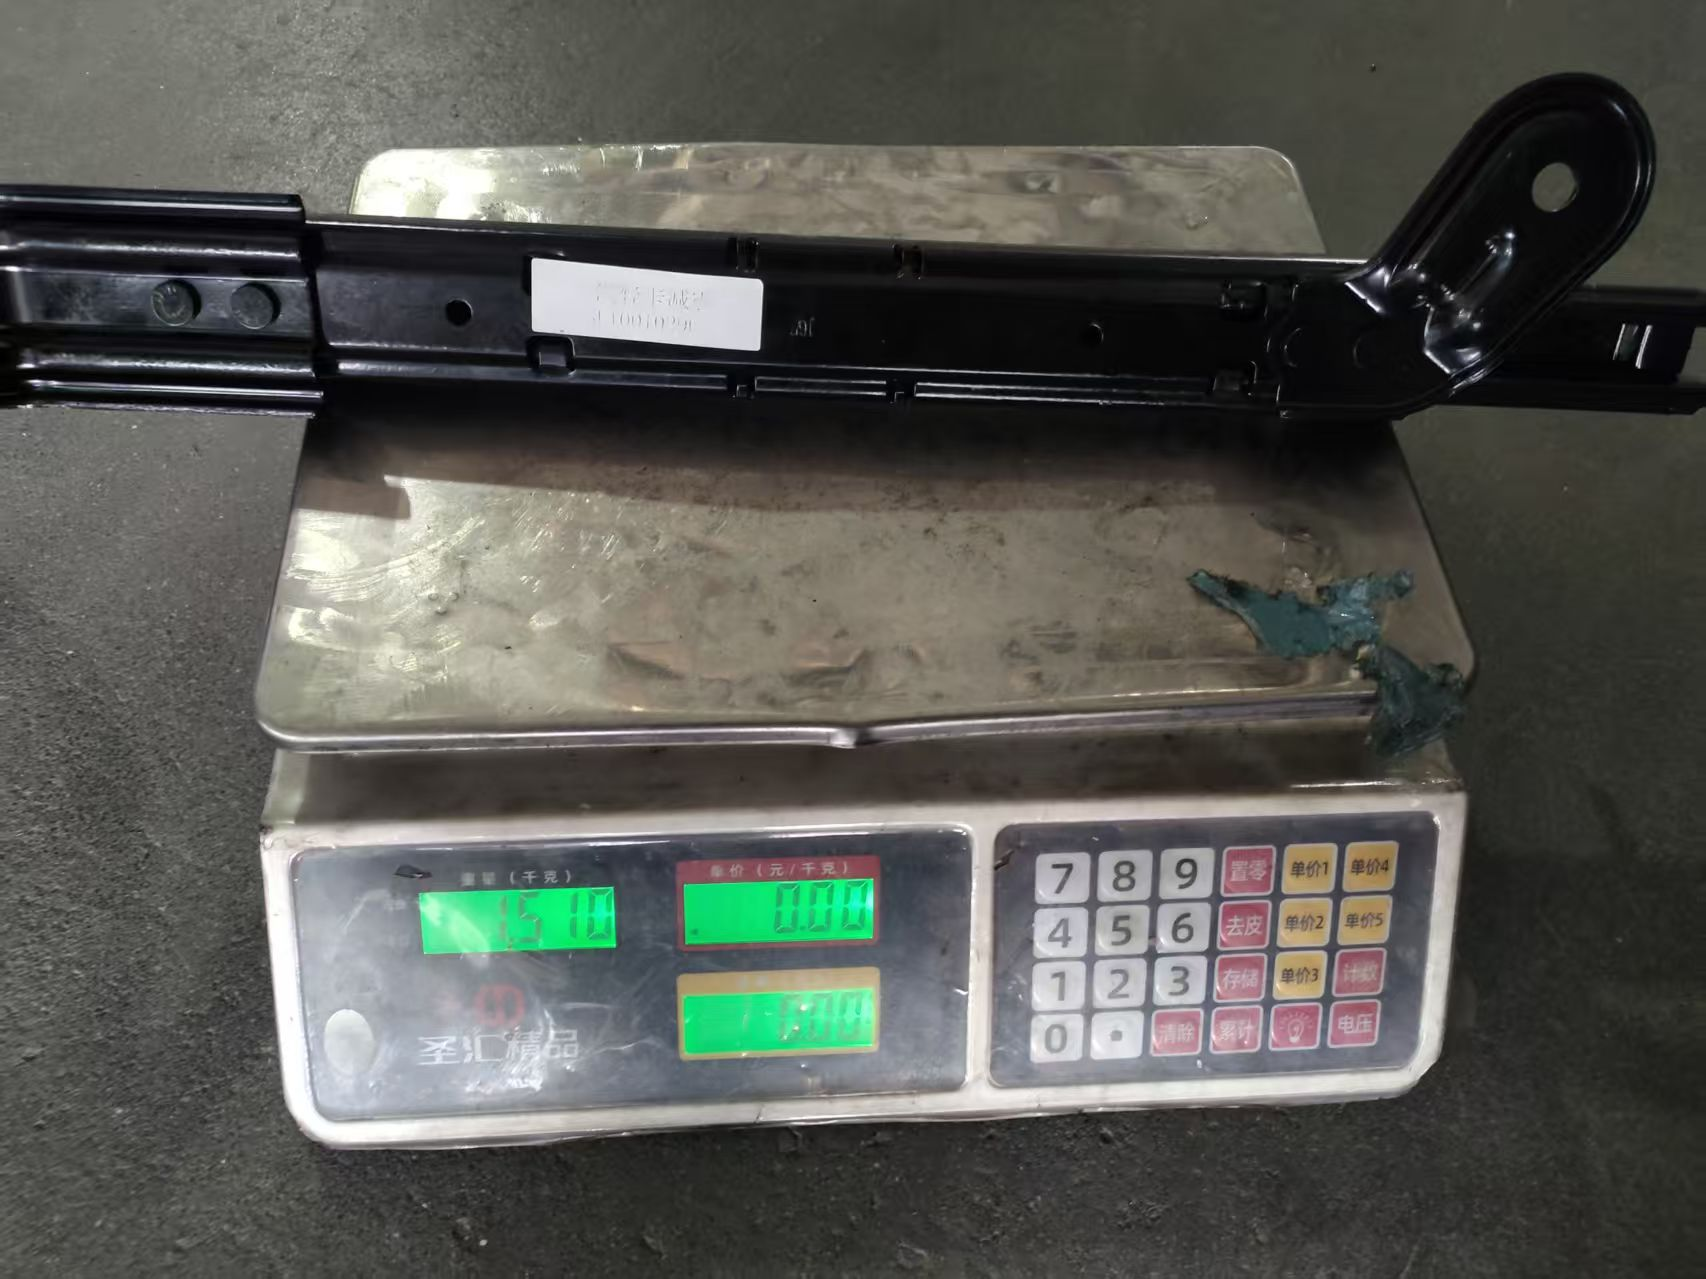 重量（千克）
1.510
单价（元/千克）
0.00
0.00
圣汇精品
7 8 9 置零 单价1 单价4
4 5 6 去皮 单价2 单价5
1 2 3 存储 单价3 计数
0 . 清除 累计 电压